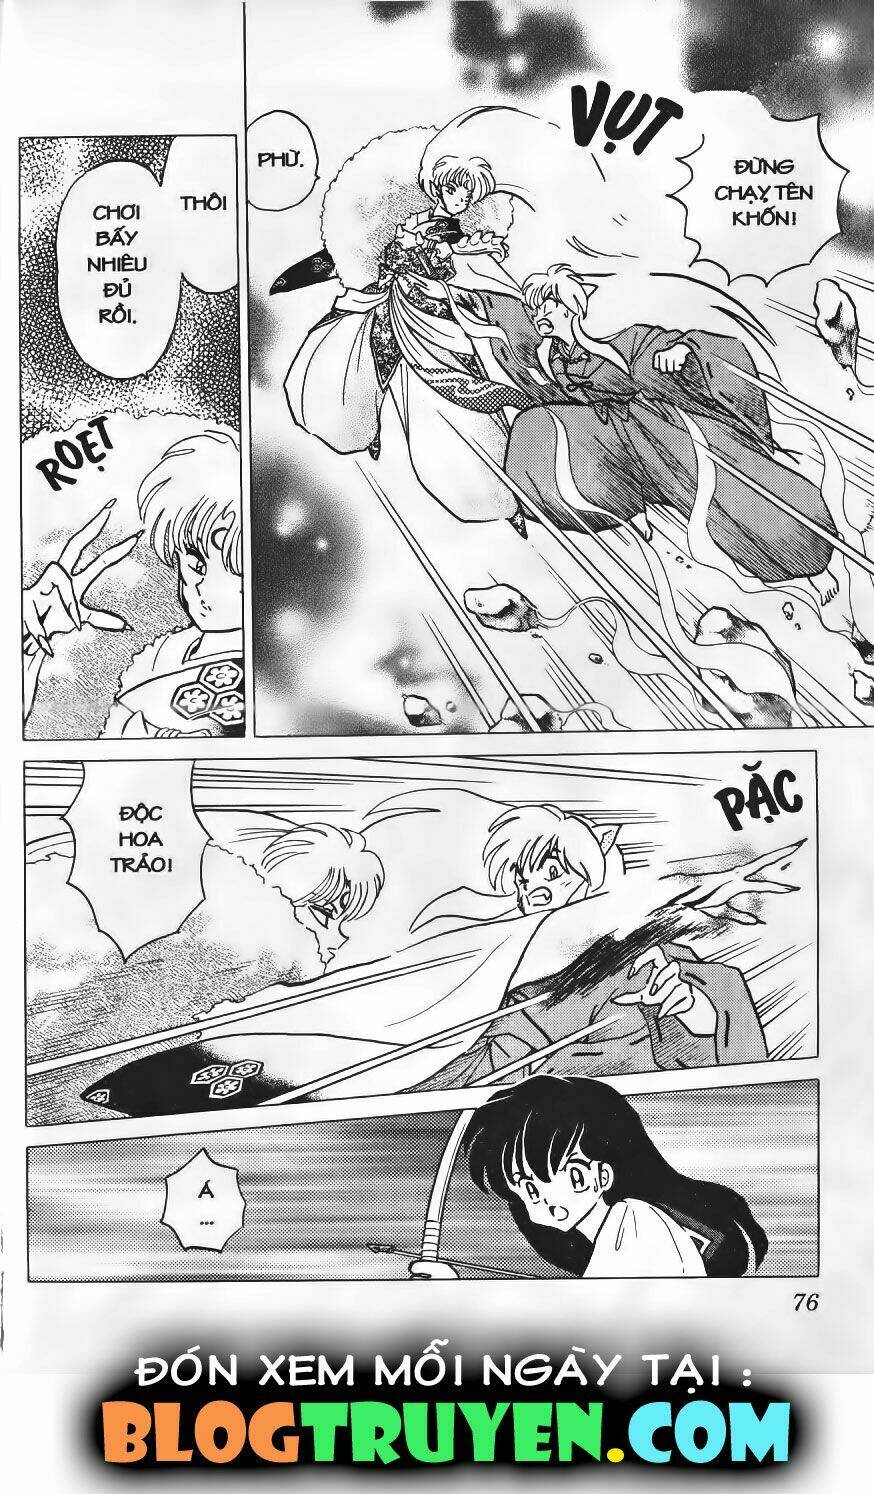 VỤT
ĐỪNG
CHẠY, TÊN
KHỐN!
PHỪ.
THÔI
CHƠI
BẤY
NHIÊU
ĐỦ
RỒI.
ROẸT
ĐỘC
HOA
TRẢO!
PẶC
Á
...
76
ĐÓN XEM MỖI NGÀY TẠI :
BLOGTRUYEN.COM